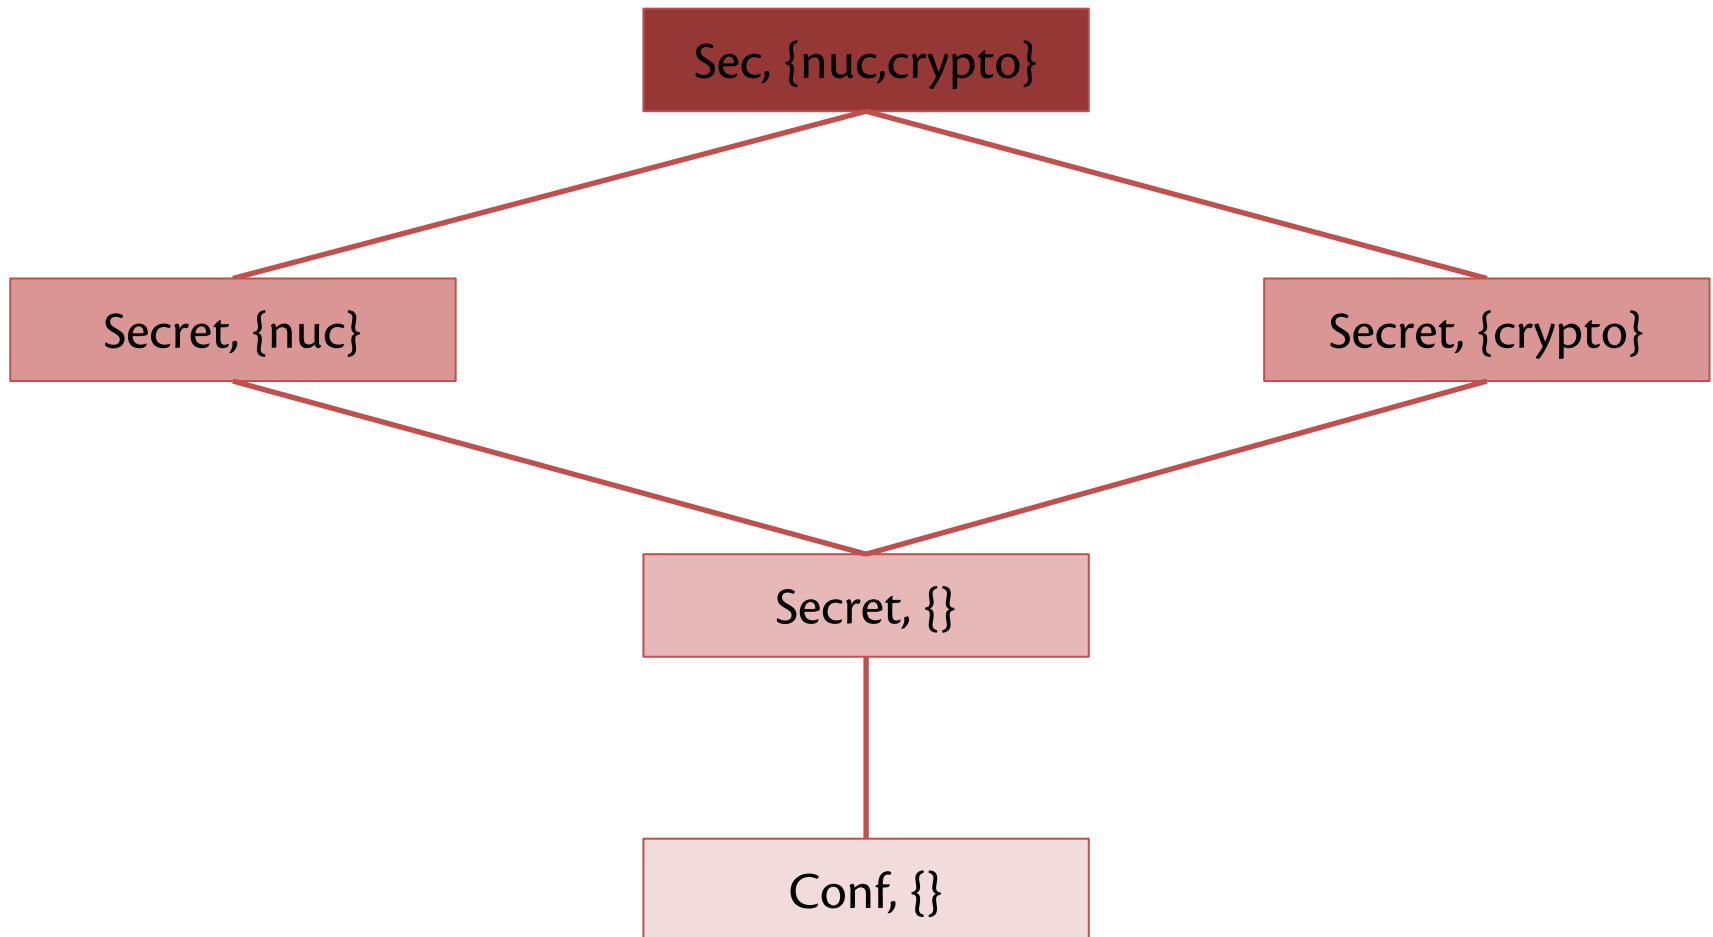 Sec, {nuc,crypto}
Secret, {nuc}
Secret, {crypto}
Secret, {}
Conf, {}